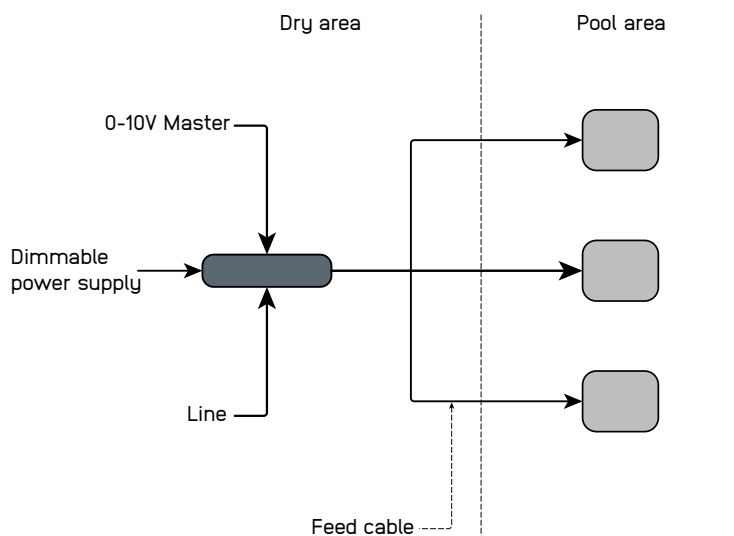 Dry area
Pool area
0-10V Master
Dimmable
power supply
Line
Feed cable